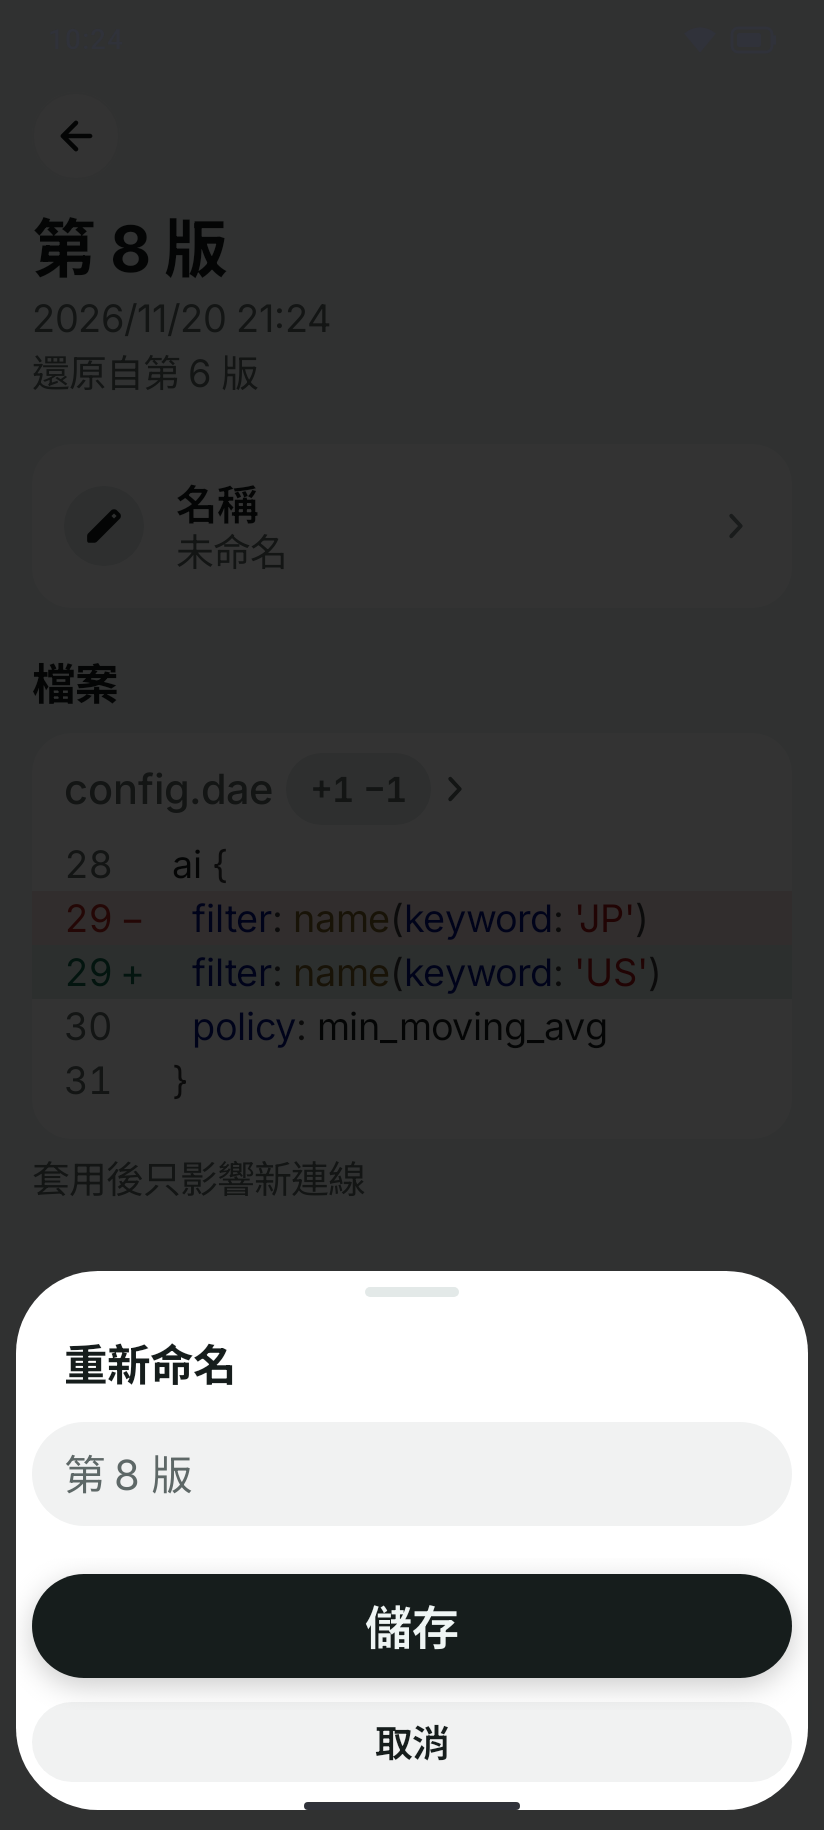 第 8 版
2026/11/20 21:24
還原自第 6 版
名稱
未命名
檔案
config.dae +1 −1
28 ai {
29 − filter: name(keyword: 'JP')
29 + filter: name(keyword: 'US')
30 policy: min_moving_avg
31 }
套用後只影響新連線
重新命名
第 8 版
儲存
取消